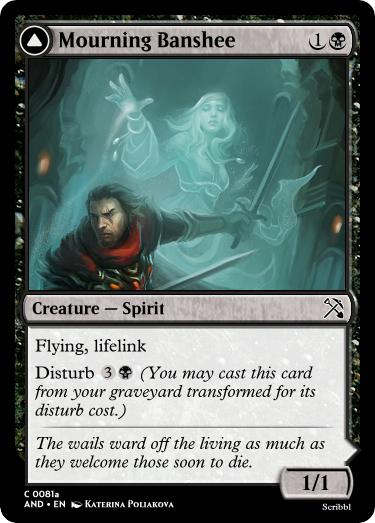 Mourning Banshee 1
Creature — Spirit
Flying, lifelink
Disturb 3 (You may cast this card
from your graveyard transformed for its
disturb cost.)
The wails ward off the living as much as
they welcome those soon to die.
1/1
C 0081a
AND • EN Katerina Poliakova
Scribbl